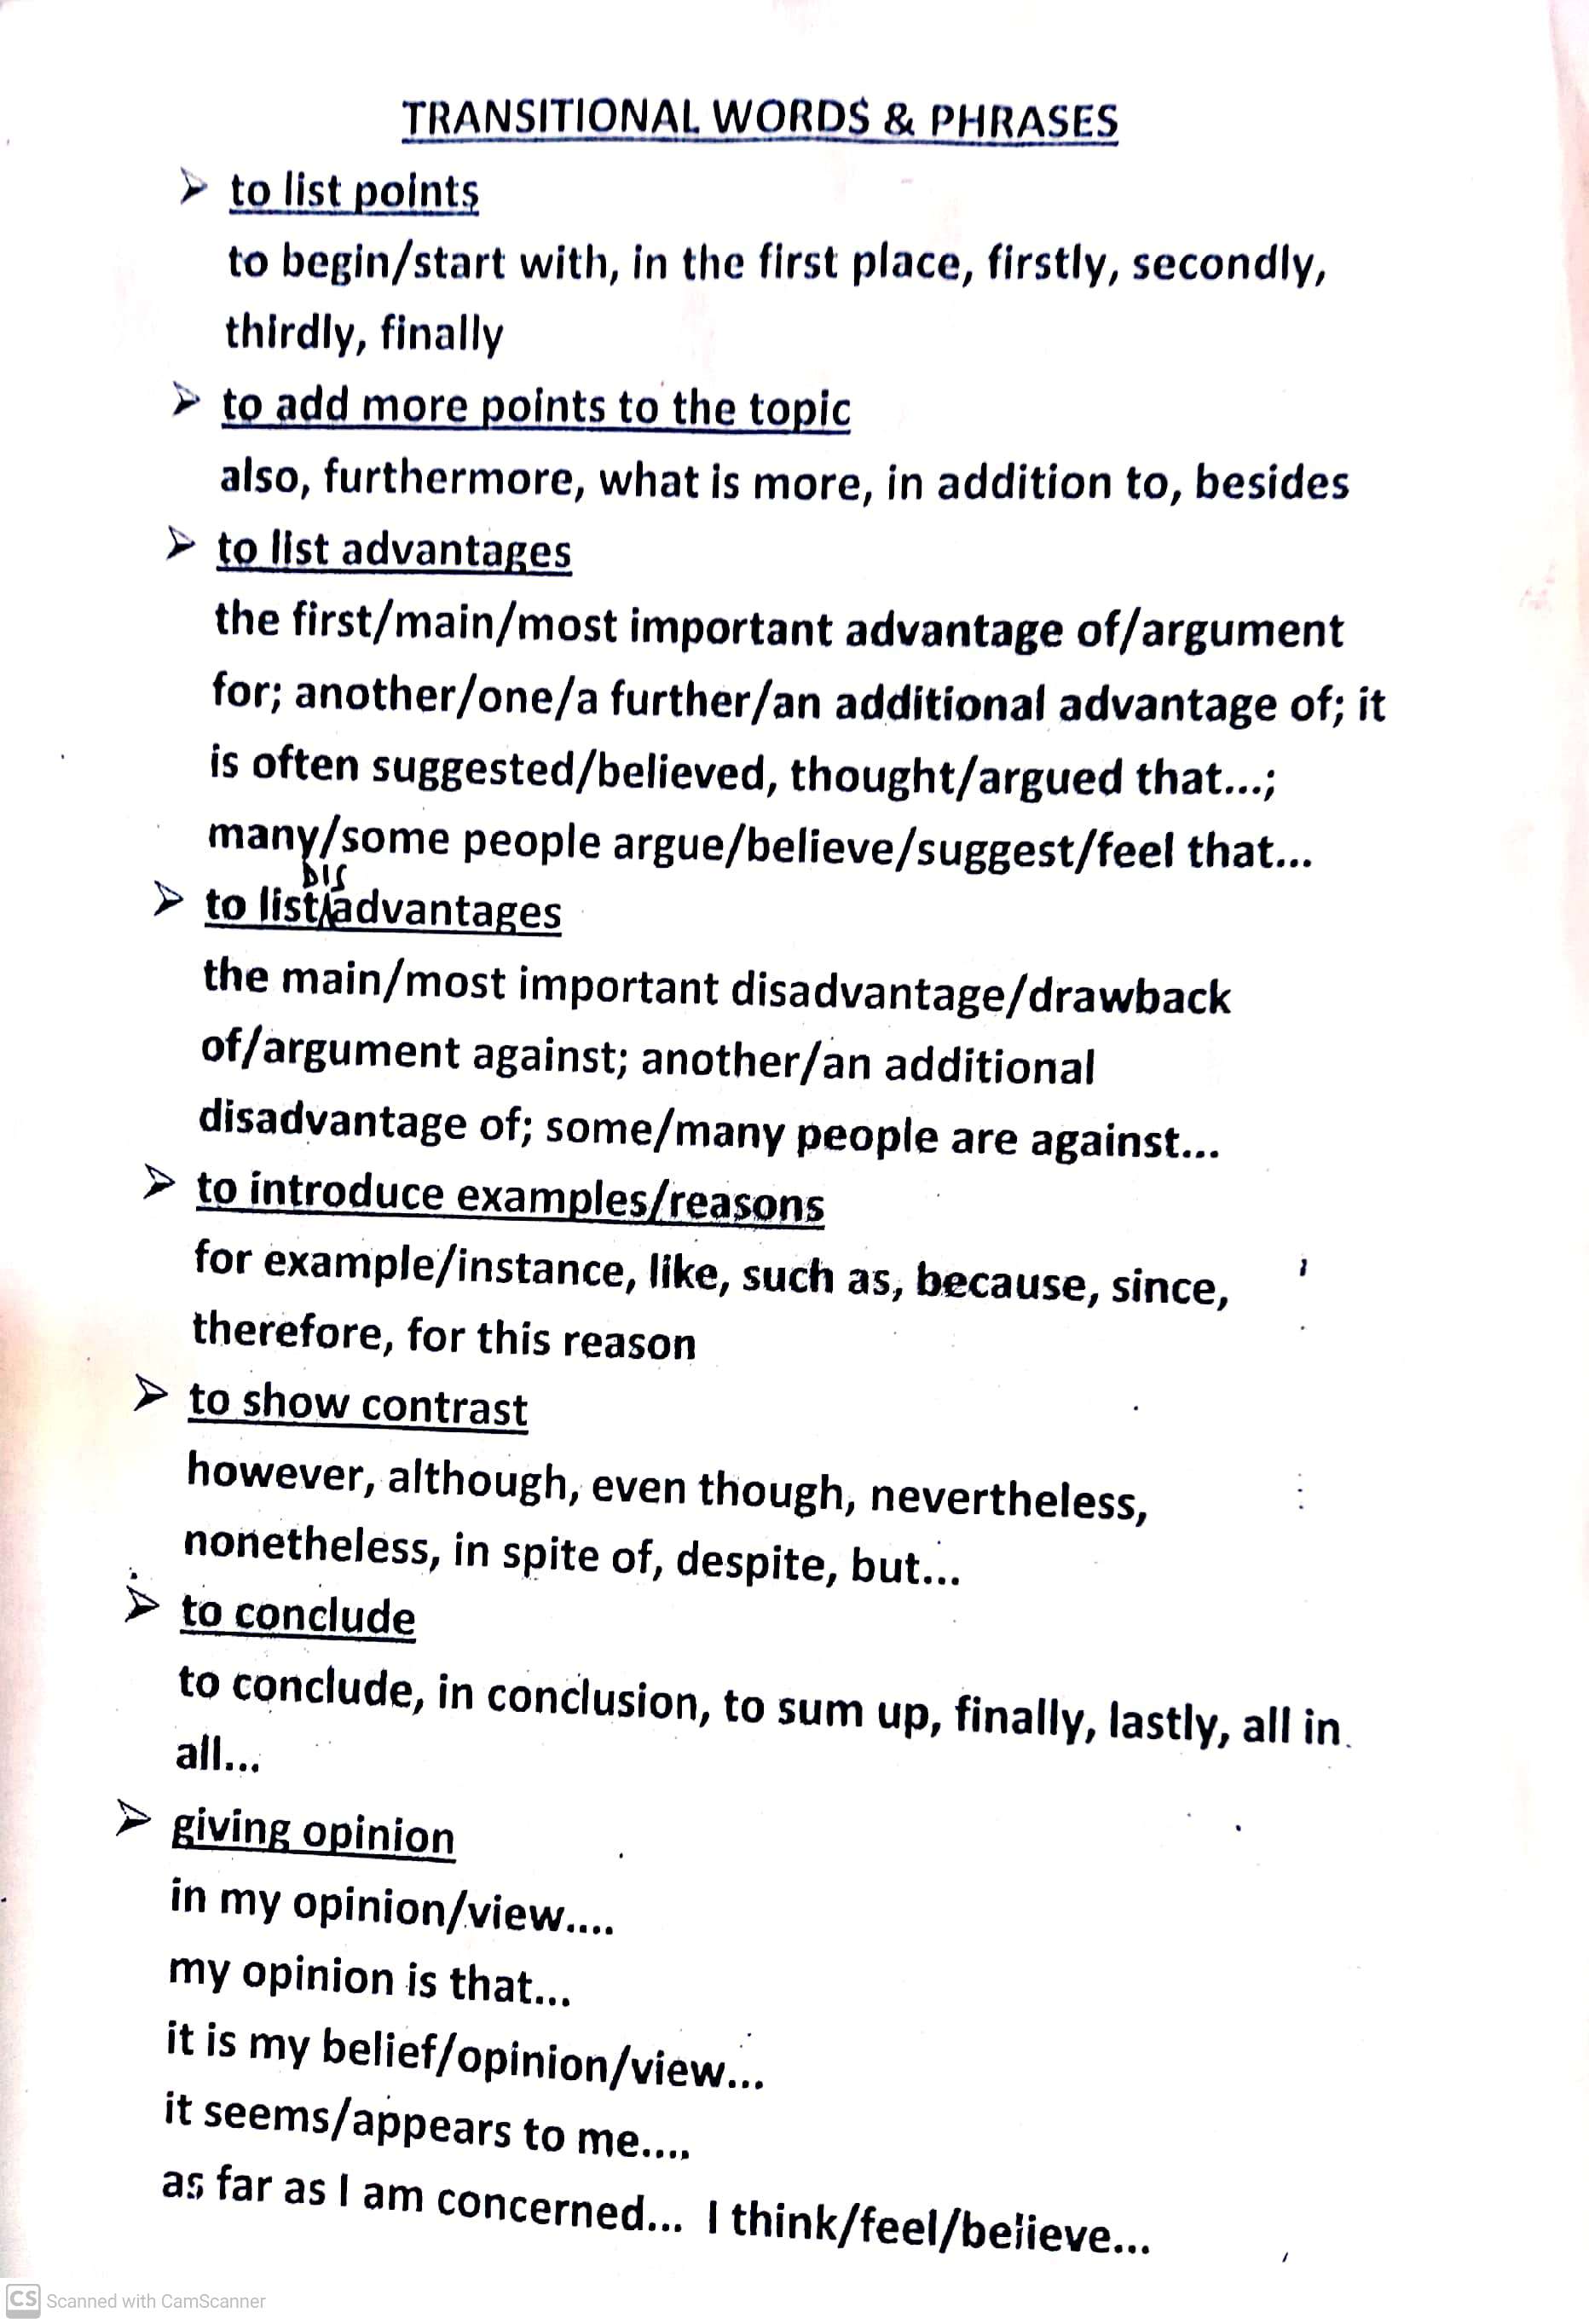 TRANSITIONAL WORDS & PHRASES
➢ to list points
to begin/start with, in the first place, firstly, secondly,
thirdly, finally
➢ to add more points to the topic
also, furthermore, what is more, in addition to, besides
➢ to list advantages
the first/main/most important advantage of/argument
for; another/one/a further/an additional advantage of; it
is often suggested/believed, thought/argued that...;
many/some people argue/believe/suggest/feel that...
DIS
➢ to list advantages
the main/most important disadvantage/drawback
of/argument against; another/an additional
disadvantage of; some/many people are against...
➢ to introduce examples/reasons
for example/instance, like, such as, because, since,
therefore, for this reason
➢ to show contrast
however, although, even though, nevertheless,
nonetheless, in spite of, despite, but...
➢ to conclude
to conclude, in conclusion, to sum up, finally, lastly, all in
all...
➢ giving opinion
in my opinion/view....
my opinion is that...
it is my belief/opinion/view...
it seems/appears to me....
as far as I am concerned... I think/feel/believe...
CS Scanned with CamScanner